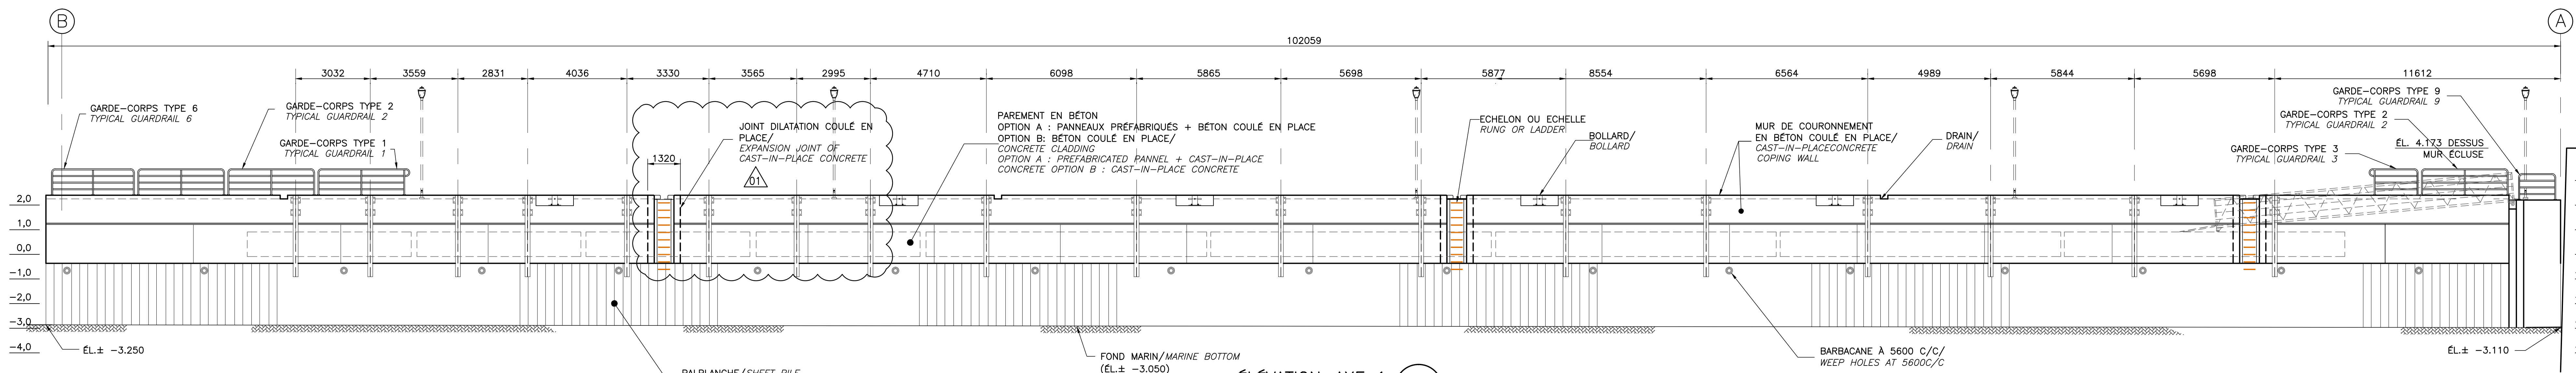 B
A
102059
3032 3559 2831 4036 3330 3565 2995 4710 6098 5865 5698 5877 8554 6564 4989 5844 5698 11612
GARDE-CORPS TYPE 6
TYPICAL GUARDRAIL 6
GARDE-CORPS TYPE 2
TYPICAL GUARDRAIL 2
GARDE-CORPS TYPE 1
TYPICAL GUARDRAIL 1
JOINT DILATATION COULÉ EN
PLACE/
EXPANSION JOINT OF
CAST-IN-PLACE CONCRETE
1320
01
PAREMENT EN BÉTON
OPTION A : PANNEAUX PRÉFABRIQUÉS + BÉTON COULÉ EN PLACE
OPTION B: BÉTON COULÉ EN PLACE/
CONCRETE CLADDING
OPTION A : PREFABRICATED PANNEL + CAST-IN-PLACE
CONCRETE OPTION B : CAST-IN-PLACE CONCRETE
ECHELON OU ECHELLE
RUNG OR LADDER
BOLLARD/
BOLLARD
MUR DE COURONNEMENT
EN BÉTON COULÉ EN PLACE/
CAST-IN-PLACECONCRETE
COPING WALL
DRAIN/
DRAIN
GARDE-CORPS TYPE 9
TYPICAL GUARDRAIL 9
GARDE-CORPS TYPE 2
TYPICAL GUARDRAIL 2
GARDE-CORPS TYPE 3
TYPICAL GUARDRAIL 3
ÉL. 4.173 DESSUS
MUR ÉCLUSE
2,0
1,0
0,0
-1,0
-2,0
-3,0
-4,0
ÉL.± -3.250
PALPLANCHE/SHEET PILE
FOND MARIN/MARINE BOTTOM
(ÉL.± -3.050)
BARBACANE À 5600 C/C/
WEEP HOLES AT 5600C/C
ÉL.± -3.110